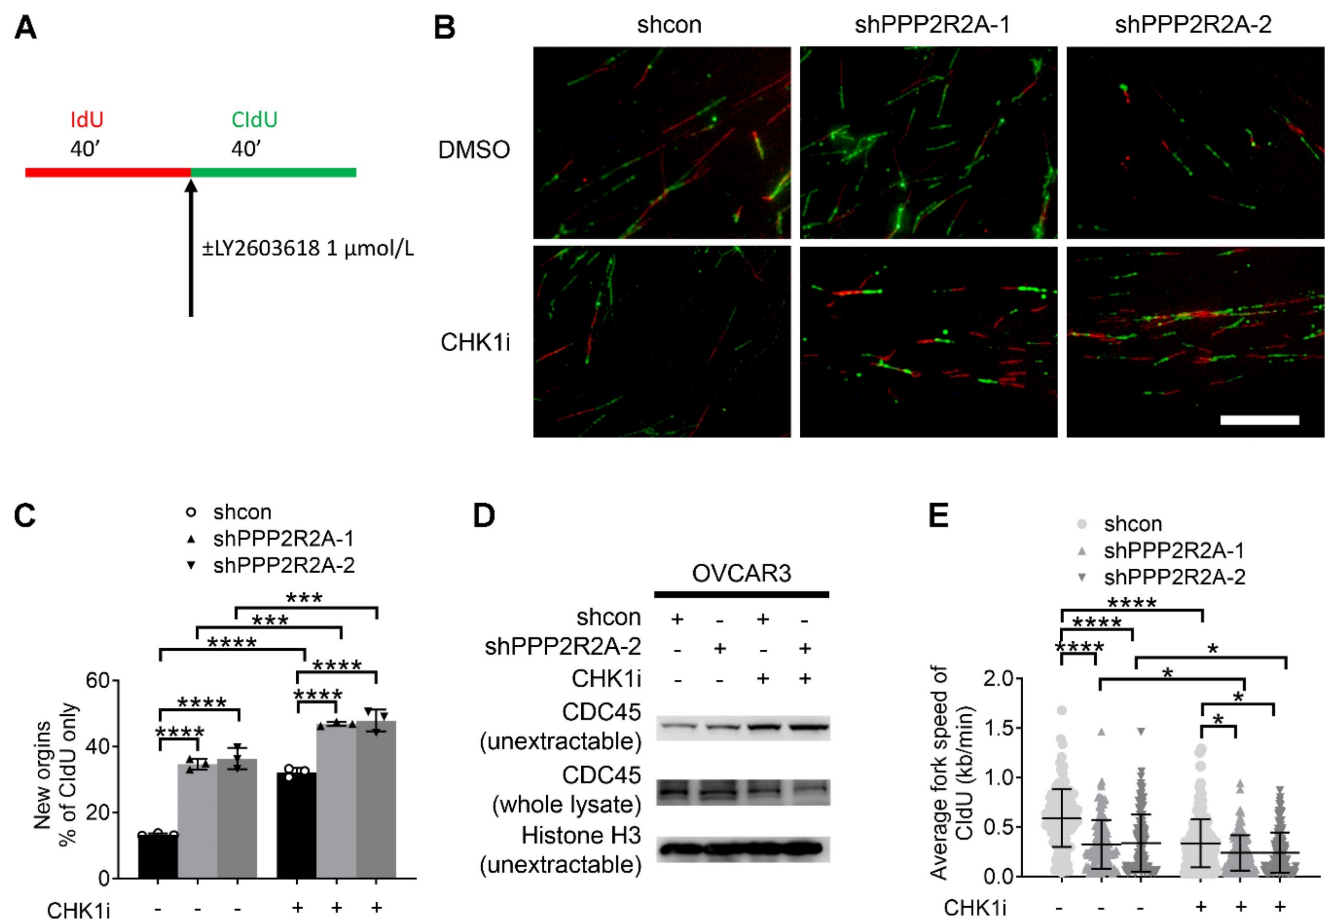 A
IdU
40’
CldU
40’
±LY2603618 1 μmol/L
B
shcon
shPPP2R2A-1
shPPP2R2A-2
DMSO
CHK1i
C
shcon
shPPP2R2A-1
shPPP2R2A-2
***
***
****
****
****
****
****
60
40
20
0
New orgins
% of CldU only
CHK1i - - - + + +
D
OVCAR3
shcon + - + -
shPPP2R2A-2 - + - +
CHK1i - - + +
CDC45
(unextractable)
CDC45
(whole lysate)
Histone H3
(unextractable)
E
shcon
shPPP2R2A-1
shPPP2R2A-2
****
****
****
*
*
*
*
2.0
1.5
1.0
0.5
0.0
Average fork speed of
CldU (kb/min)
CHK1i - - - + + +